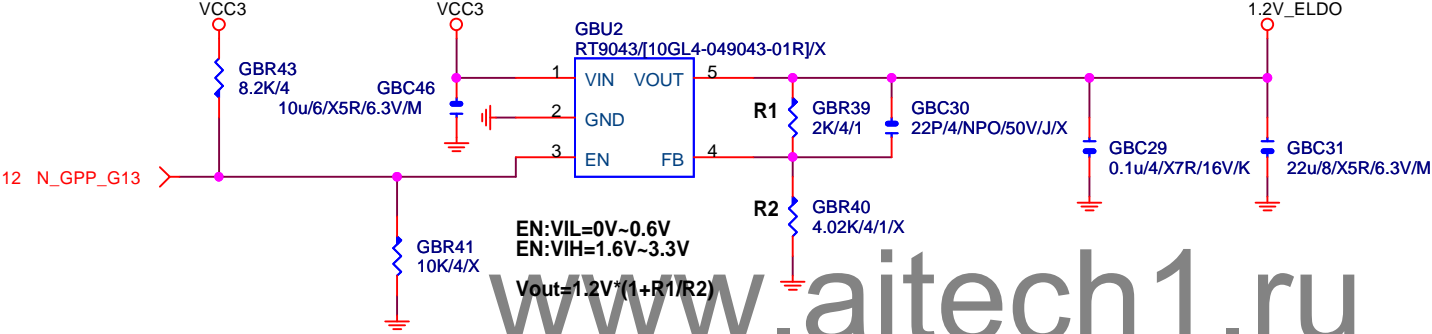 VCC3
VCC3
1.2V_ELDO
GBU2
RT9043/[10GL4-049043-01R]/X
GBR43
8.2K/4
GBC46
10u/6/X5R/6.3V/M
1
VIN
VOUT
5
2
GND
3
EN
FB
4
R1
GBR39
2K/4/1
GBC30
22P/4/NPO/50V/J/X
GBC29
0.1u/4/X7R/16V/K
GBC31
22u/8/X5R/6.3V/M
12 N_GPP_G13
R2
GBR40
4.02K/4/1/X
GBR41
10K/4/X
EN:VIL=0V~0.6V
EN:VIH=1.6V~3.3V
Vout=1.2V*(1+R1/R2)
www.aitech1.ru